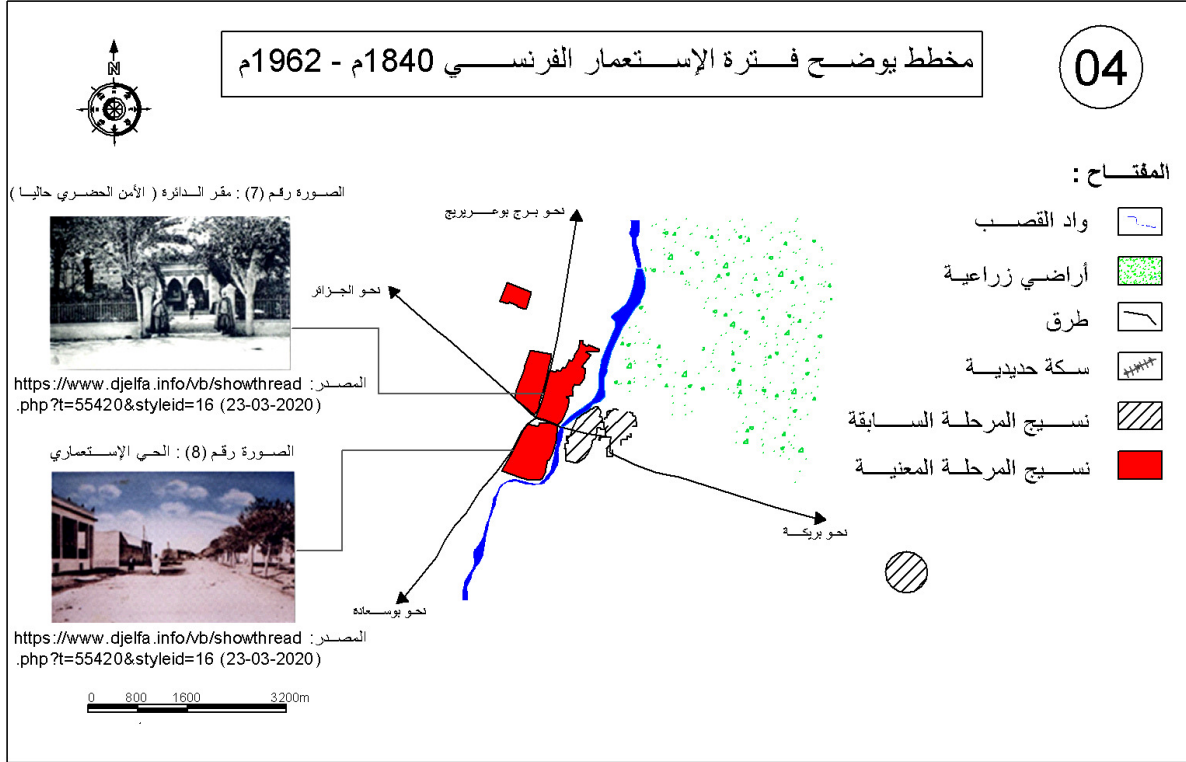 04
مخطط يوضح فترة الإستعمار الفرنسي 1840م - 1962م
N
المفتاح :
واد القصب
أراضي زراعية
طرق
سكة حديدية
نسيج المرحلة السابقة
نسيج المرحلة المعنية
الصورة رقم (7) : مقر الدائرة ( الأمن الحضري حاليا )
المصدر: https://www.djelfa.info/vb/showthread
.php?t=55420&styleid=16 (23-03-2020)
الصورة رقم (8) : الحي الإستعماري
المصدر: https://www.djelfa.info/vb/showthread
.php?t=55420&styleid=16 (23-03-2020)
نحو برج بوعريريج
نحو الجزائر
نحو بريكة
نحو بوسعادة
0 800 1600 3200m